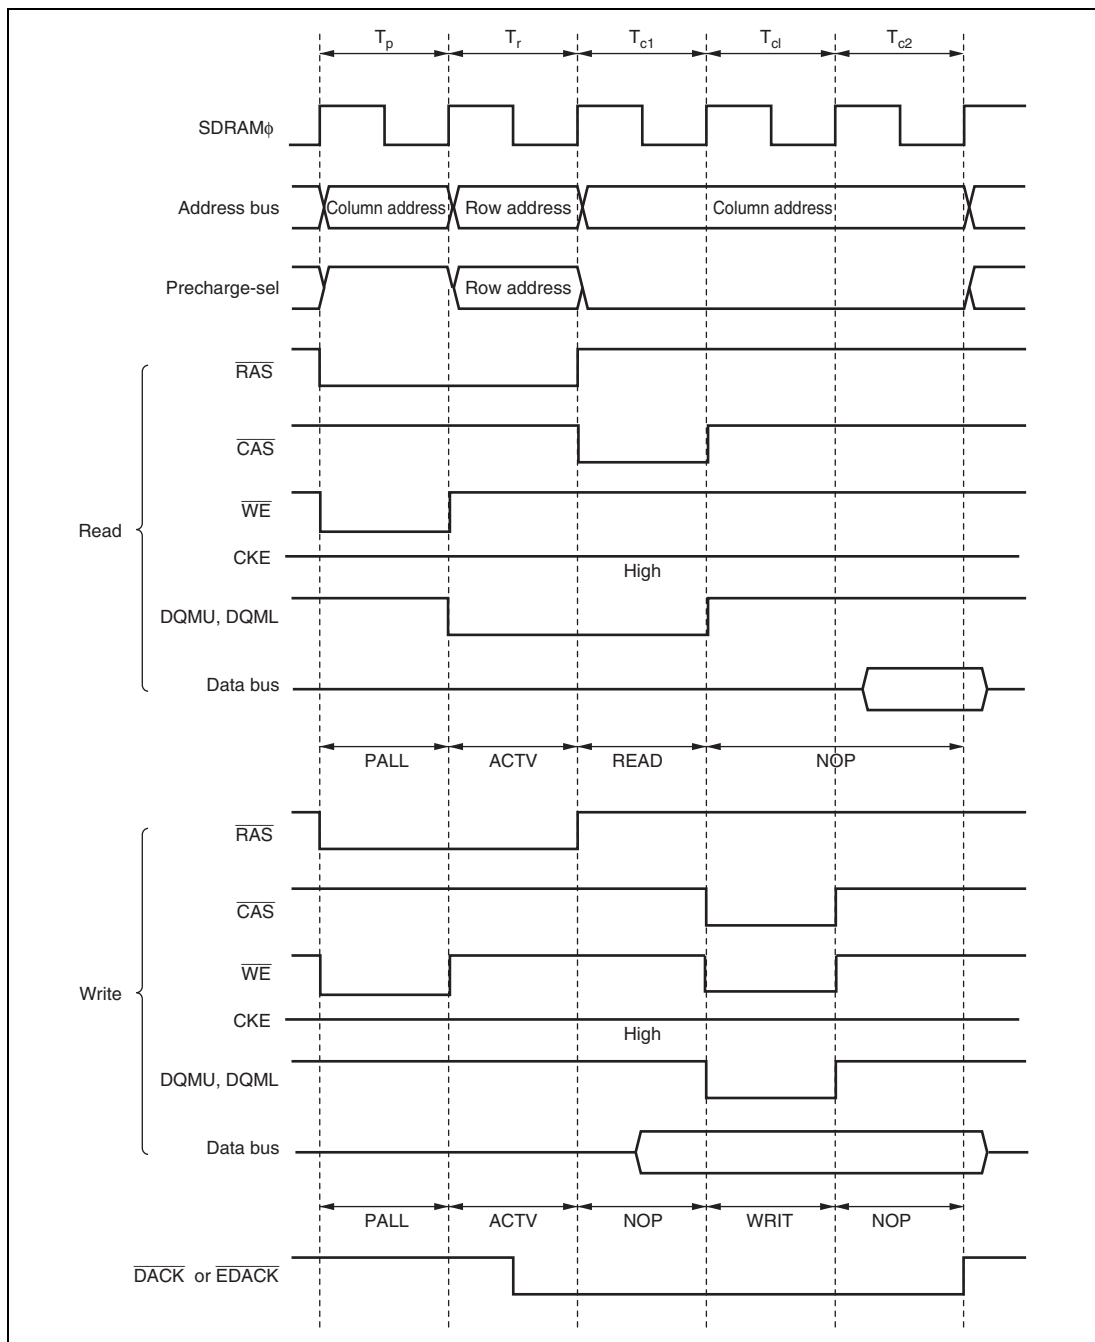 Tp Tr Tc1 Tcl Tc2
SDRAMϕ
Address bus Column address Row address Column address
Precharge-sel Row address
Read
RAS
CAS
WE
CKE High
DQMU, DQML
Data bus
PALL ACTV READ NOP
Write
RAS
CAS
WE
CKE High
DQMU, DQML
Data bus
PALL ACTV NOP WRIT NOP
DACK or EDACK